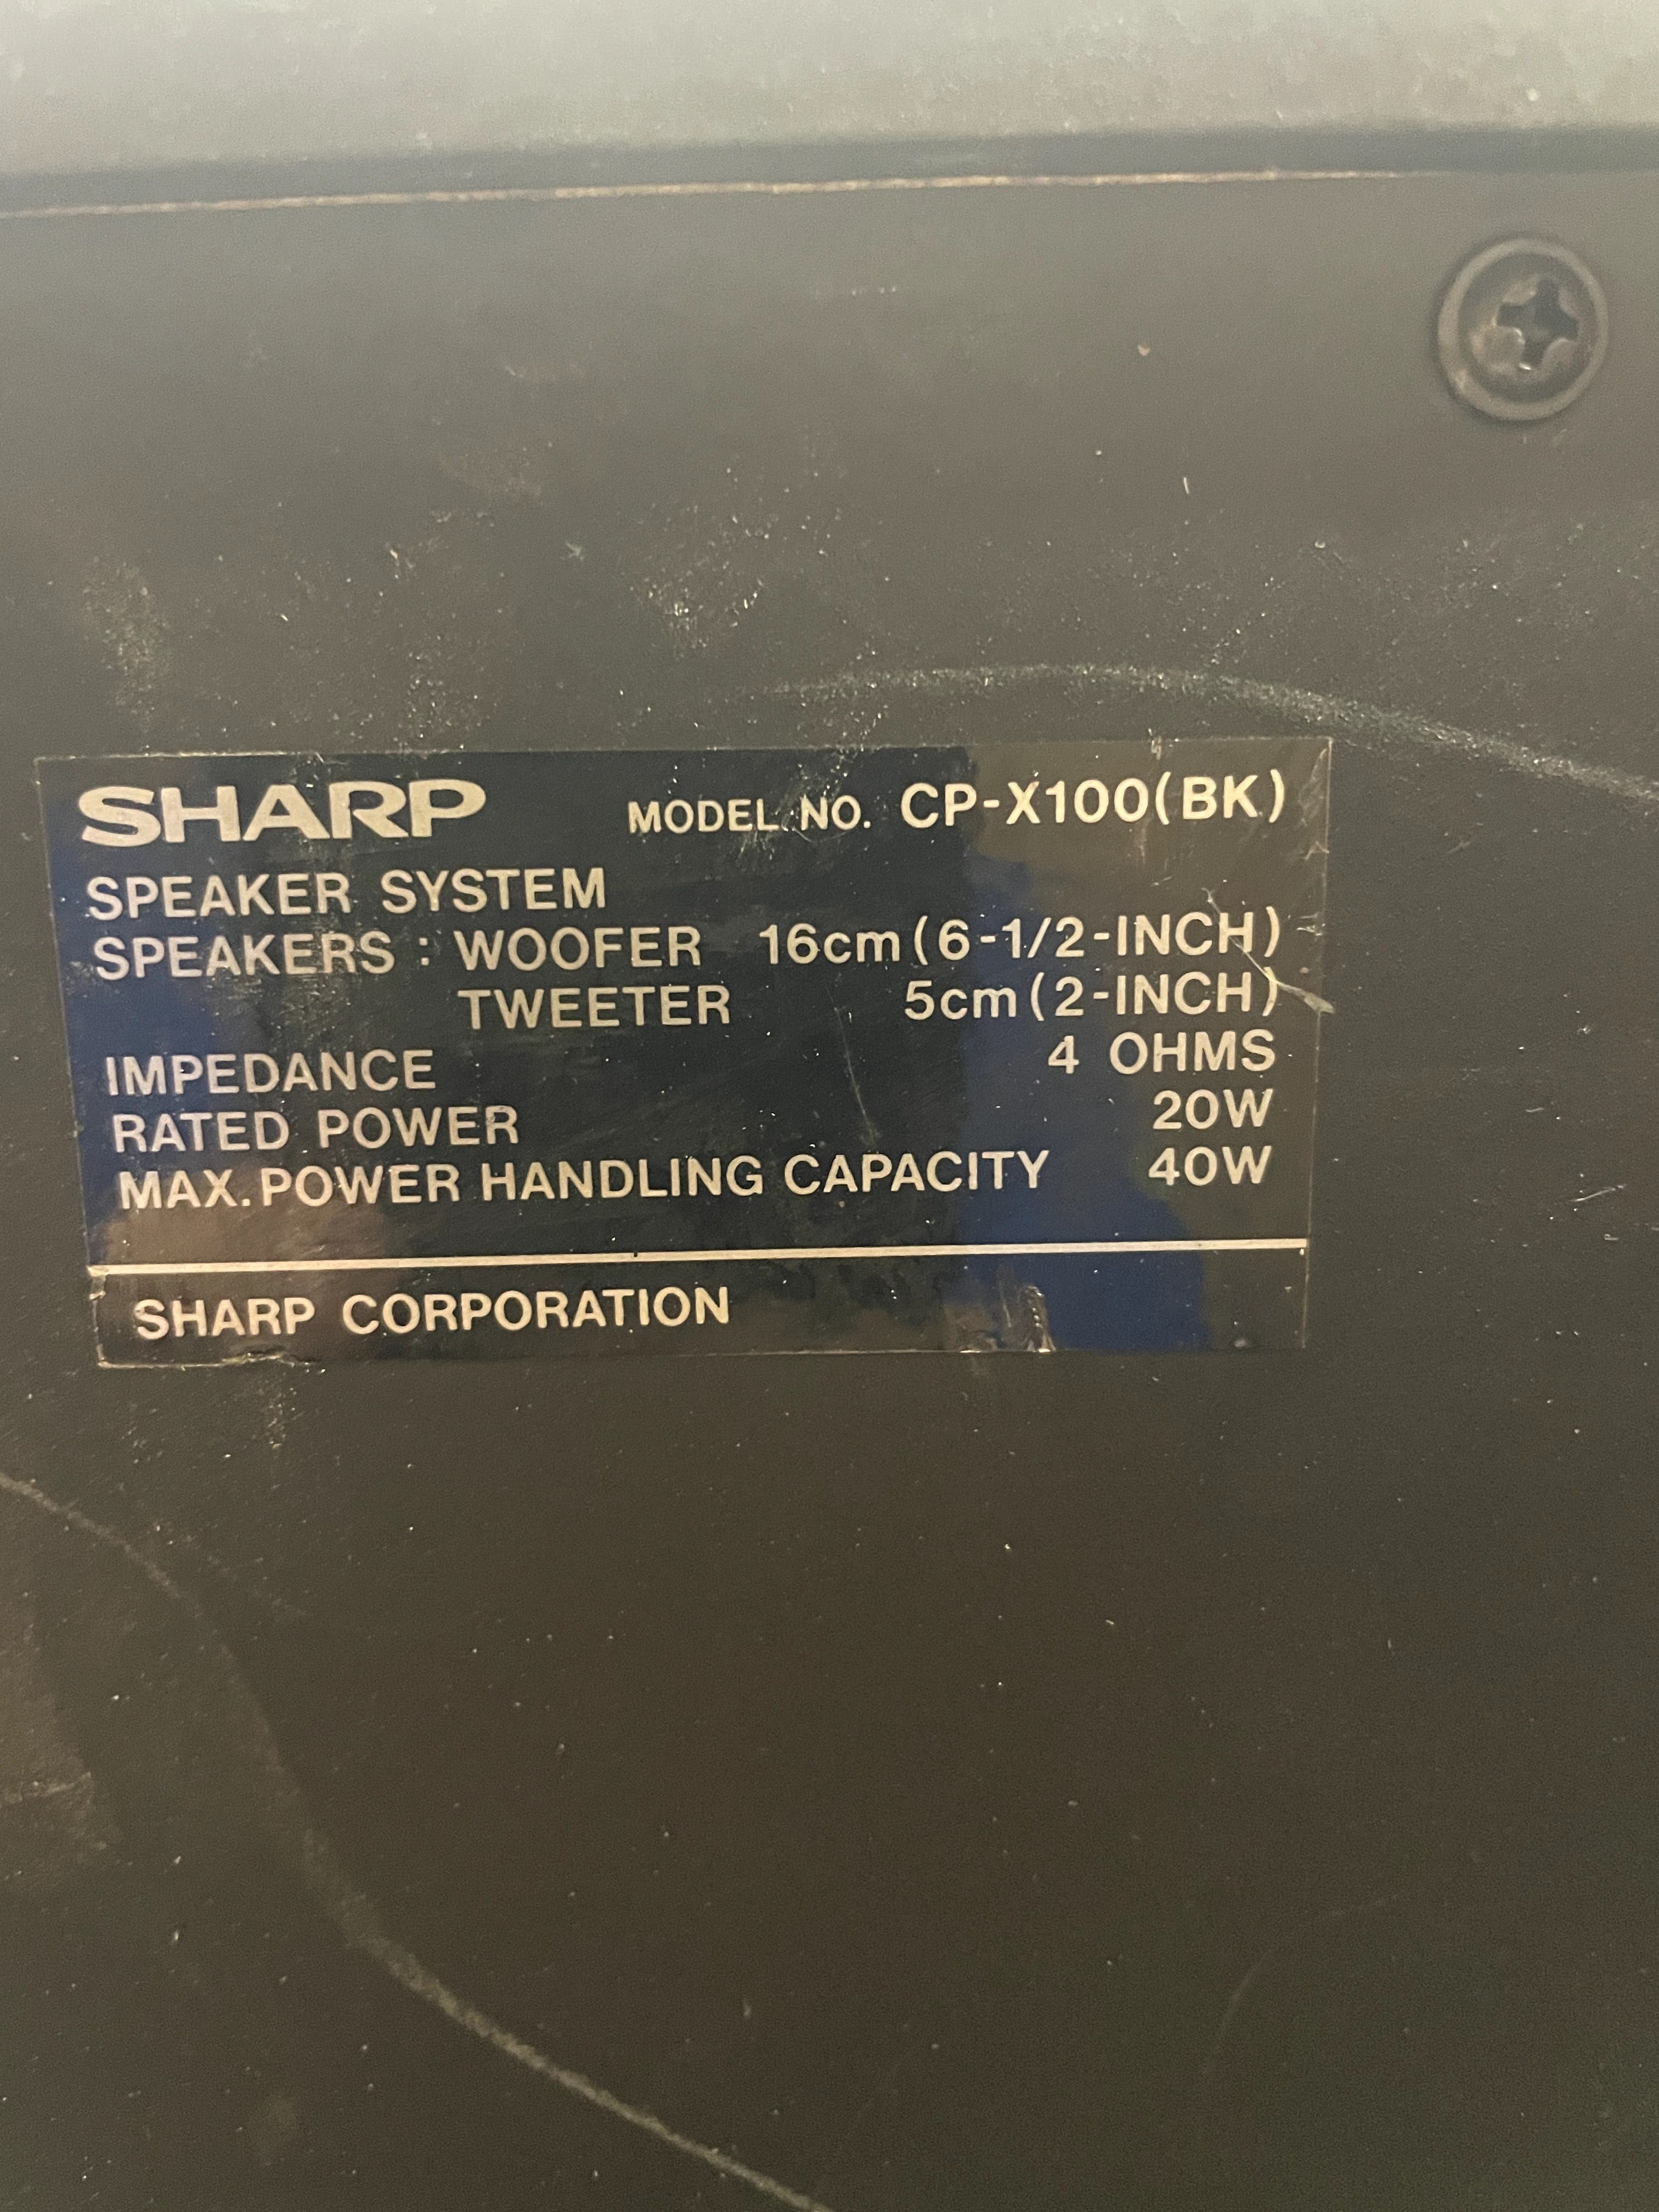 SHARP MODEL NO. CP-X100(BK)
SPEAKER SYSTEM
SPEAKERS : WOOFER 16cm(6-1/2-INCH)
TWEETER 5cm(2-INCH)
IMPEDANCE 4 OHMS
RATED POWER 20W
MAX.POWER HANDLING CAPACITY 40W
SHARP CORPORATION